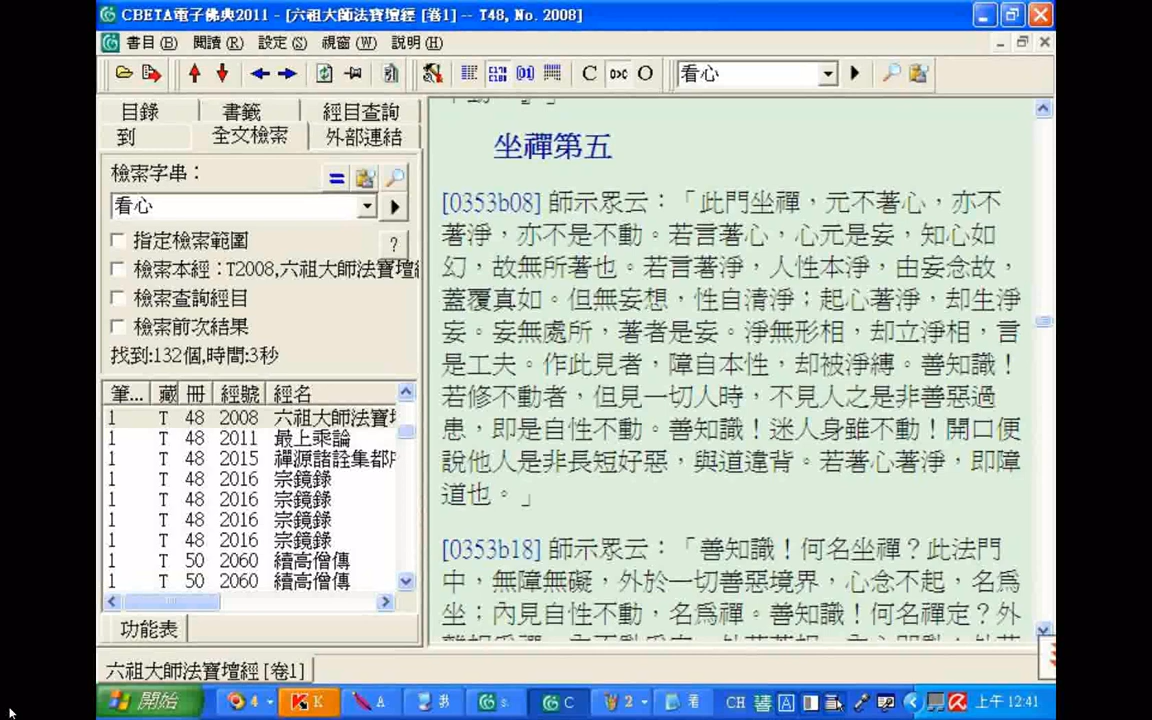 CBETA電子佛典2011 - [六祖大師法寶壇經 [卷1] -- T48, No. 2008]
書目(B) 閱讀(R) 設定(S) 視窗(W) 說明(H)
C O 看心
目錄 書籤 經目查詢
到 全文檢索 外部連結
檢索字串：
看心
指定檢索範圍 ?
檢索本經：T2008,六祖大師法寶壇經
檢索查詢經目
檢索前次結果
找到:132個,時間:3秒
筆... 藏 冊 經號 經名
1 T 48 2008 六祖大師法寶
1 T 48 2011 最上乘論
1 T 48 2015 禪源諸詮集都
1 T 48 2016 宗鏡錄
1 T 48 2016 宗鏡錄
1 T 48 2016 宗鏡錄
1 T 48 2016 宗鏡錄
1 T 50 2060 續高僧傳
1 T 50 2060 續高僧傳
功能表
六祖大師法寶壇經 [卷1]
坐禪第五
[0353b08] 師示眾云：「此門坐禪，元不著心，亦不
著淨，亦不是不動。若言著心，心元是妄，知心如
幻，故無所著也。若言著淨，人性本淨，由妄念故，
蓋覆真如。但無妄想，性自清淨；起心著淨，却生淨
妄。妄無處所，著者是妄。淨無形相，却立淨相，言
是工夫。作此見者，障自本性，却被淨縛。善知識！
若修不動者，但見一切人時，不見人之是非善惡過
患，即是自性不動。善知識！迷人身雖不動！開口便
說他人是非長短好惡，與道違背。若著心著淨，即障
道也。」
[0353b18] 師示眾云：「善知識！何名坐禪？此法門
中，無障無礙，外於一切善惡境界，心念不起，名為
坐；內見自性不動，名為禪。善知識！何名禪定？外
開始 4 K A 我 s C 2 看 CH A 上午 12:41